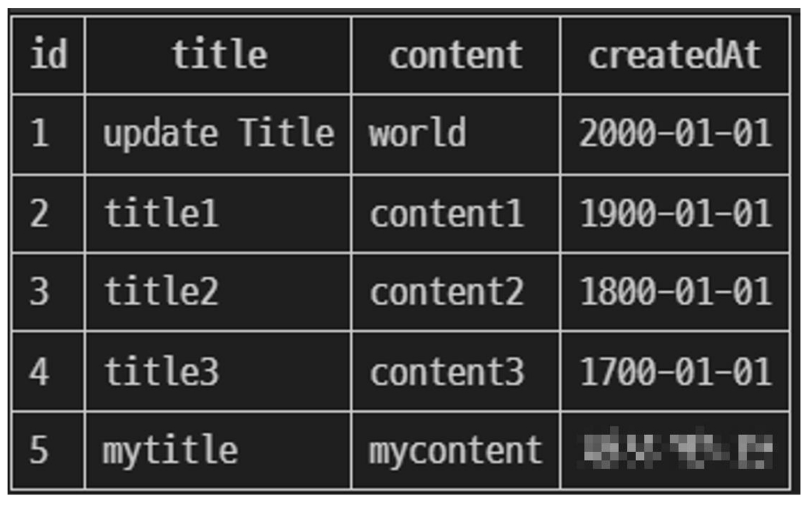 id title content createdAt
1 update Title world 2000-01-01
2 title1 content1 1900-01-01
3 title2 content2 1800-01-01
4 title3 content3 1700-01-01
5 mytitle mycontent